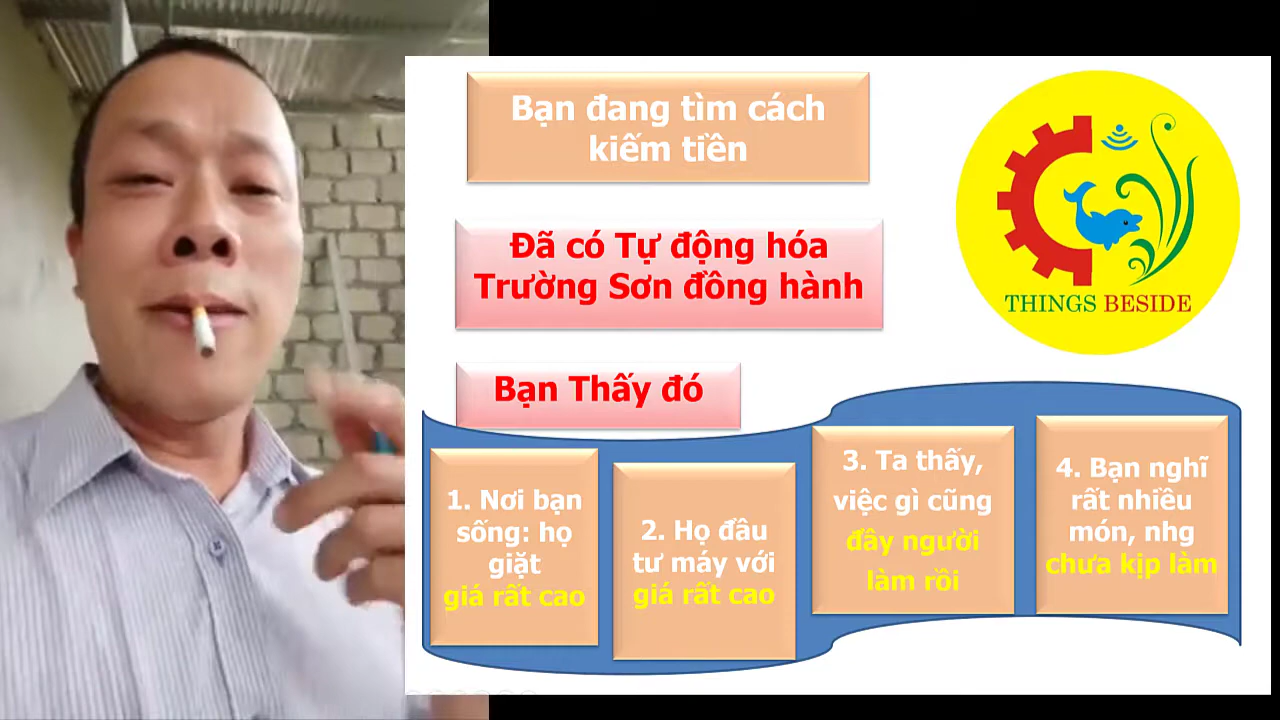 Bạn đang tìm cách
kiếm tiền
Đã có Tự động hóa
Trường Sơn đồng hành
THINGS BESIDE
Bạn Thấy đó
1. Nơi bạn
sống: họ
giặt
giá rất cao
2. Họ đầu
tư máy với
giá rất cao
3. Ta thấy,
việc gì cũng
đầy người
làm rồi
4. Bạn nghĩ
rất nhiều
món, nhg
chưa kịp làm